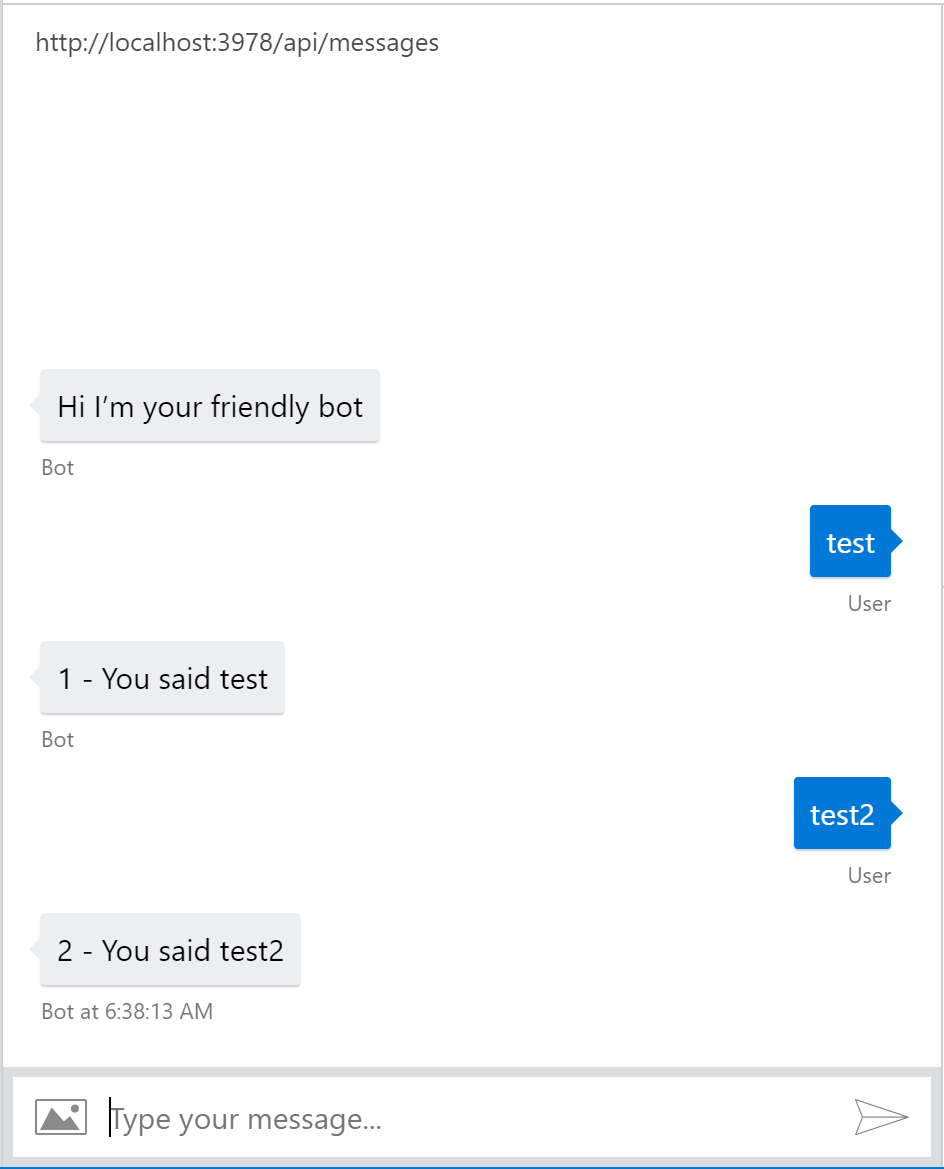 http://localhost:3978/api/messages
Hi I’m your friendly bot
Bot
test
User
1 - You said test
Bot
test2
User
2 - You said test2
Bot at 6:38:13 AM
Type your message...